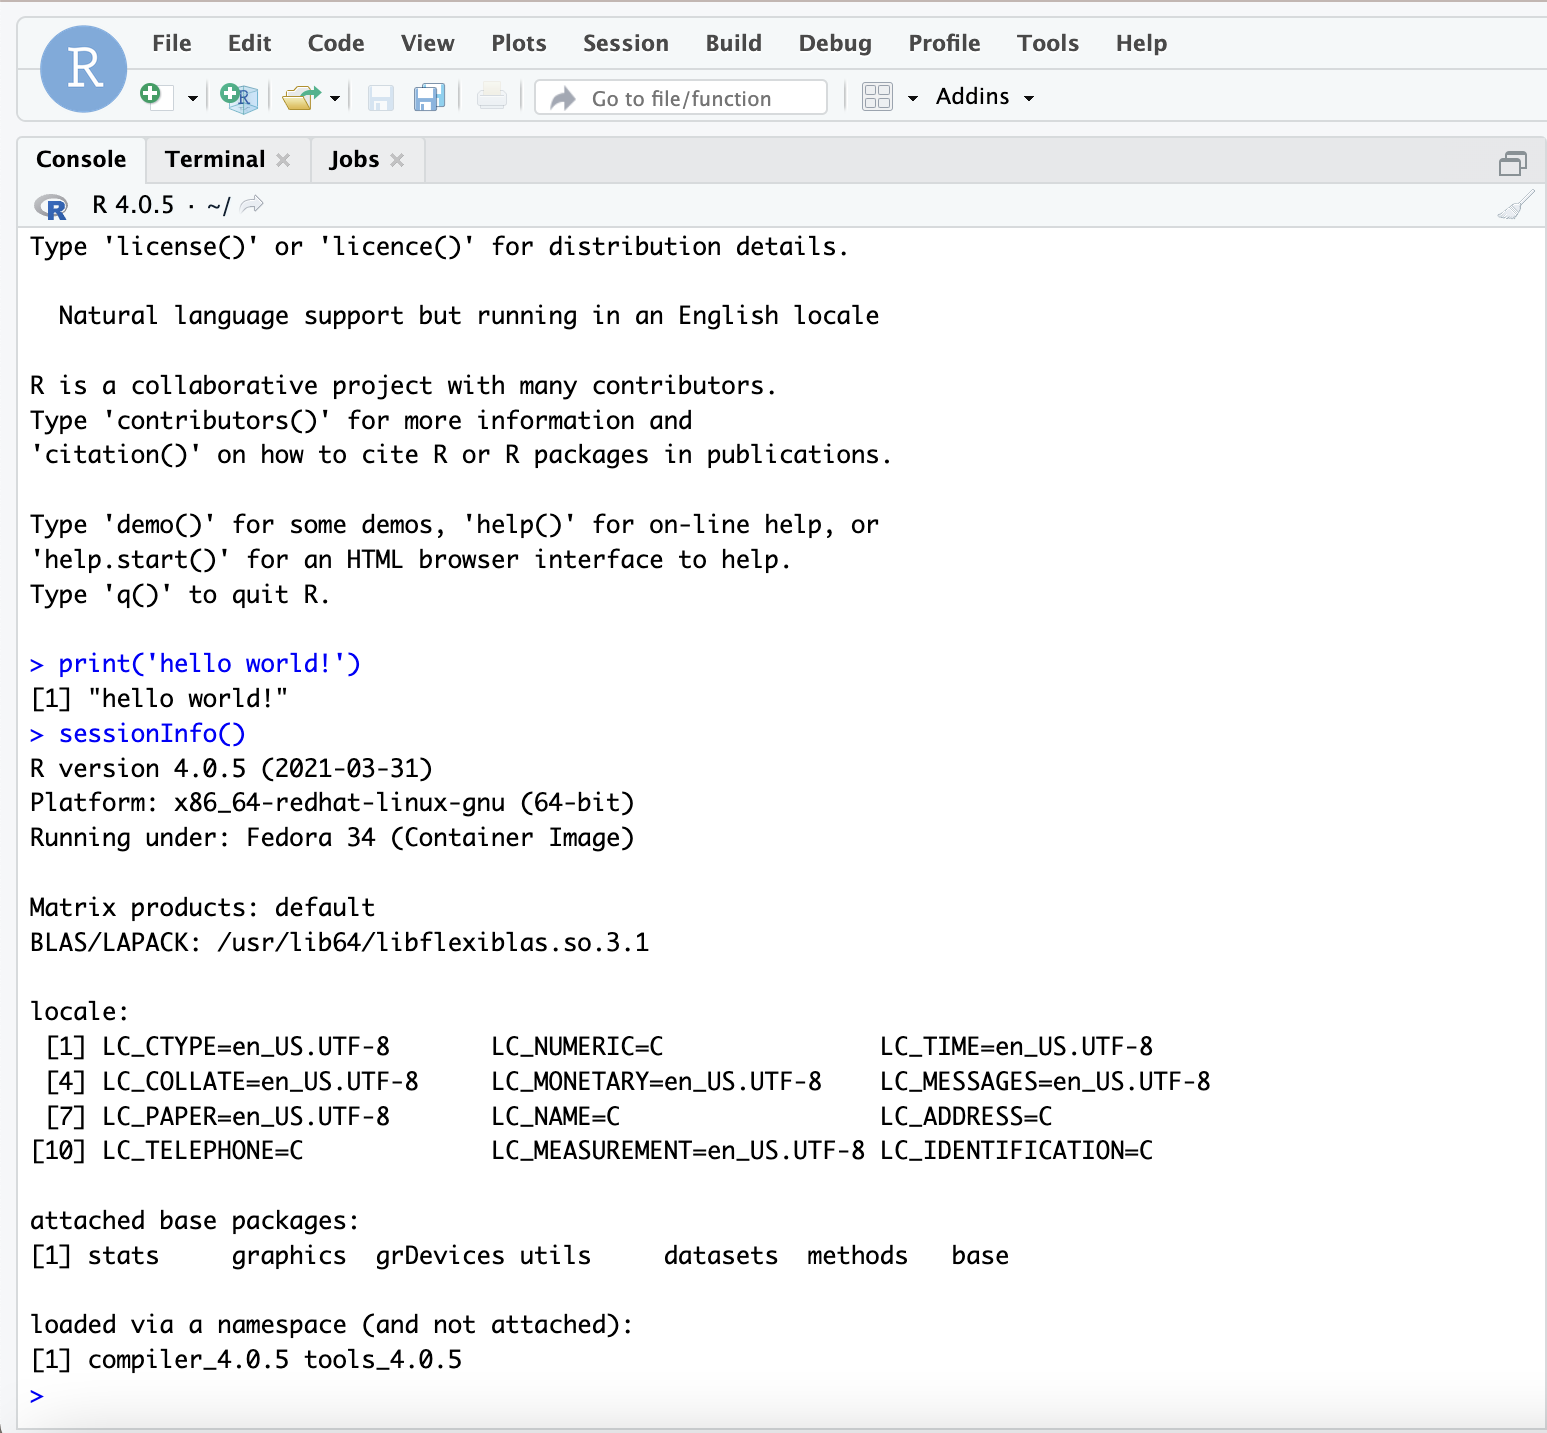 R
File Edit Code View Plots Session Build Debug Profile Tools Help
R Go to file/function Addins
Console Terminal Jobs
R R 4.0.5 · ~/
Type 'license()' or 'licence()' for distribution details.
Natural language support but running in an English locale
R is a collaborative project with many contributors.
Type 'contributors()' for more information and
'citation()' on how to cite R or R packages in publications.
Type 'demo()' for some demos, 'help()' for on-line help, or
'help.start()' for an HTML browser interface to help.
Type 'q()' to quit R.
> print('hello world!')
[1] "hello world!"
> sessionInfo()
R version 4.0.5 (2021-03-31)
Platform: x86_64-redhat-linux-gnu (64-bit)
Running under: Fedora 34 (Container Image)
Matrix products: default
BLAS/LAPACK: /usr/lib64/libflexiblas.so.3.1
locale:
[1] LC_CTYPE=en_US.UTF-8 LC_NUMERIC=C LC_TIME=en_US.UTF-8
[4] LC_COLLATE=en_US.UTF-8 LC_MONETARY=en_US.UTF-8 LC_MESSAGES=en_US.UTF-8
[7] LC_PAPER=en_US.UTF-8 LC_NAME=C LC_ADDRESS=C
[10] LC_TELEPHONE=C LC_MEASUREMENT=en_US.UTF-8 LC_IDENTIFICATION=C
attached base packages:
[1] stats graphics grDevices utils datasets methods base
loaded via a namespace (and not attached):
[1] compiler_4.0.5 tools_4.0.5
>